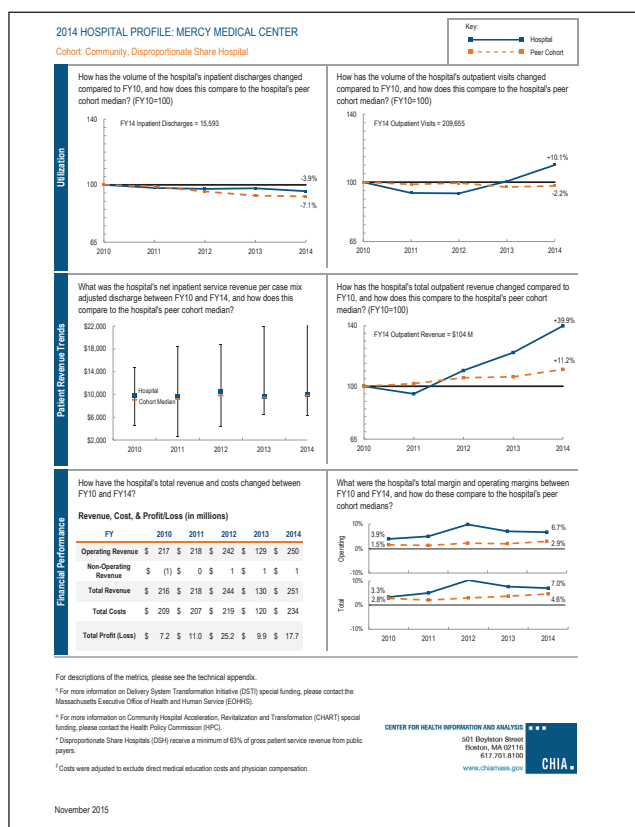 2014 HOSPITAL PROFILE: MERCY MEDICAL CENTER
Cohort: Community, Disproportionate Share Hospital
Key:
Hospital
Peer Cohort
Utilization
How has the volume of the hospital's inpatient discharges changed
compared to FY10, and how does this compare to the hospital's peer
cohort median? (FY10=100)
140
FY14 Inpatient Discharges = 15,593
100
-3.9%
-7.1%
65
2010 2011 2012 2013 2014
How has the volume of the hospital's outpatient visits changed
compared to FY10, and how does this compare to the hospital's peer
cohort median? (FY10=100)
140
FY14 Outpatient Visits = 209,655
+10.1%
100
-2.2%
65
2010 2011 2012 2013 2014
Patient Revenue Trends
What was the hospital's net inpatient service revenue per case mix
adjusted discharge between FY10 and FY14, and how does this
compare to the hospital's peer cohort median?
$22,000
$18,000
$14,000
$10,000
$6,000
$2,000
Hospital
Cohort Median
2010 2011 2012 2013 2014
How has the hospital's total outpatient revenue changed compared to
FY10, and how does this compare to the hospital's peer cohort
median? (FY10=100)
140
+39.9%
FY14 Outpatient Revenue = $104 M
+11.2%
100
65
2010 2011 2012 2013 2014
Financial Performance
How have the hospital's total revenue and costs changed between
FY10 and FY14?
Revenue, Cost, & Profit/Loss (in millions)
FY 2010 2011 2012 2013 2014
Operating Revenue $ 217 $ 218 $ 242 $ 129 $ 250
Non-Operating
Revenue $ (1) $ 0 $ 1 $ 1 $ 1
Total Revenue $ 216 $ 218 $ 244 $ 130 $ 251
Total Costs $ 209 $ 207 $ 219 $ 120 $ 234
Total Profit (Loss) $ 7.2 $ 11.0 $ 25.2 $ 9.9 $ 17.7
What were the hospital's total margin and operating margins between
FY10 and FY14, and how do these compare to the hospital's peer
cohort medians?
Operating
10%
3.9%
6.7%
1.5%
2.9%
0%
-10%
Total
10%
3.3%
7.0%
2.8%
4.6%
0%
-10%
2010 2011 2012 2013 2014
For descriptions of the metrics, please see the technical appendix.
For more information on Delivery System Transformation Initiative (DSTI) special funding, please contact the
Massachusetts Executive Office of Health and Human Service (EOHHS).
^ For more information on Community Hospital Acceleration, Revitalization and Transformation (CHART) special
funding, please contact the Health Policy Commission (HPC).
* Disproportionate Share Hospitals (DSH) receive a minimum of 63% of gross patient service revenue from public
payers.
‡ Costs were adjusted to exclude direct medical education costs and physician compensation.
CENTER FOR HEALTH INFORMATION AND ANALYSIS
501 Boylston Street
Boston, MA 02116
617.701.8100
www.chiamass.gov
CHIA
November 2015